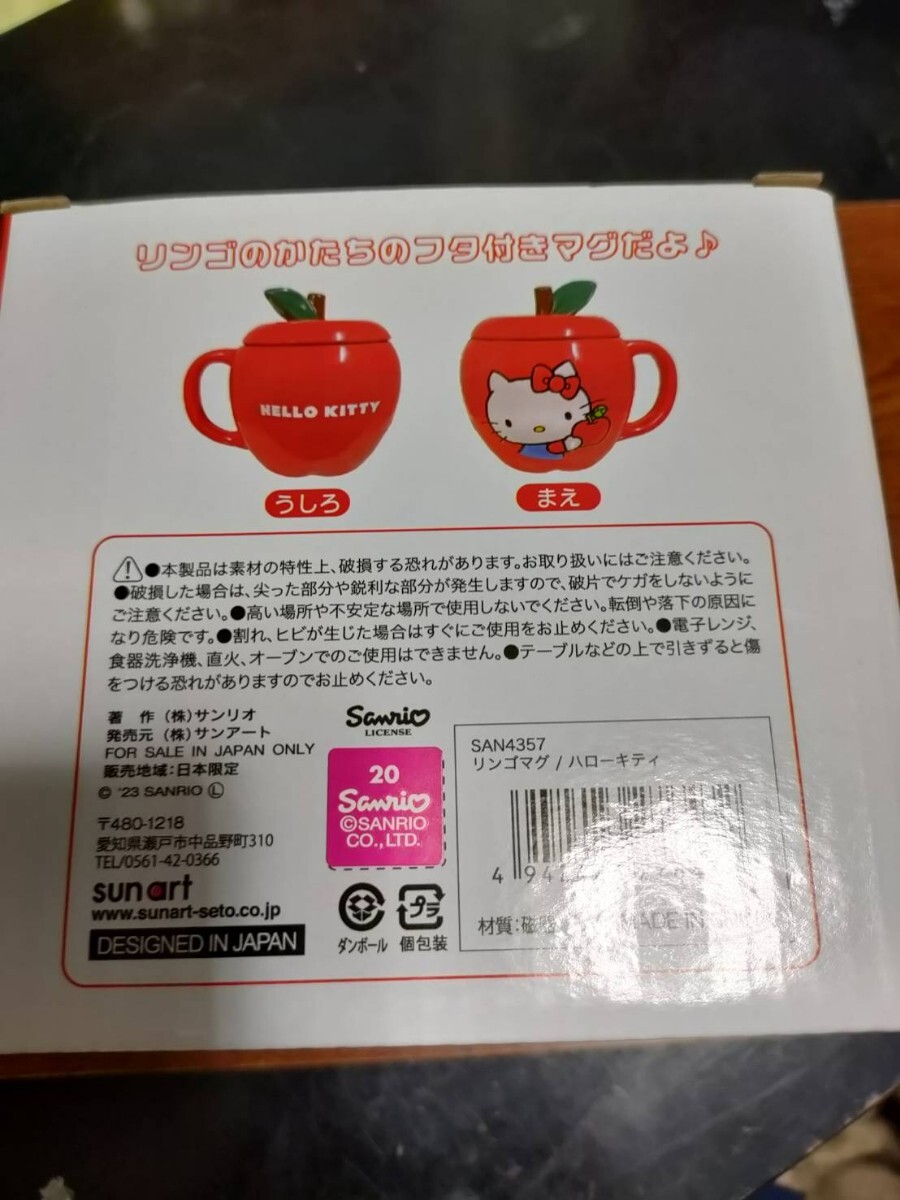 リンゴのかたちのフタ付きマグだよ♪
HELLO KITTY
うしろ
まえ
●本製品は素材の特性上、破損する恐れがあります。お取り扱いにはご注意ください。
●破損した場合は、尖った部分や鋭利な部分が発生しますので、破片でケガをしないように
ご注意ください。●高い場所や不安定な場所で使用しないでください。転倒や落下の原因に
なり危険です。●割れ、ヒビが生じた場合はすぐにご使用をお止めください。●電子レンジ、
食器洗浄機、直火、オーブンでのご使用はできません。●テーブルなどの上で引きずると傷
をつける恐れがありますのでお止めください。
著 作 (株)サンリオ
発売元 (株)サンアート
FOR SALE IN JAPAN ONLY
販売地域:日本限定
© '23 SANRIO Ⓛ
〒480-1218
愛知県瀬戸市中品野町310
TEL/0561-42-0366
sunart
www.sunart-seto.co.jp
DESIGNED IN JAPAN
Sanrio
LICENSE
20
Sanrio
©SANRIO
CO., LTD.
ダンボール
プラ
個包装
SAN4357
リンゴマグ / ハローキティ
材質:磁器
MADE IN